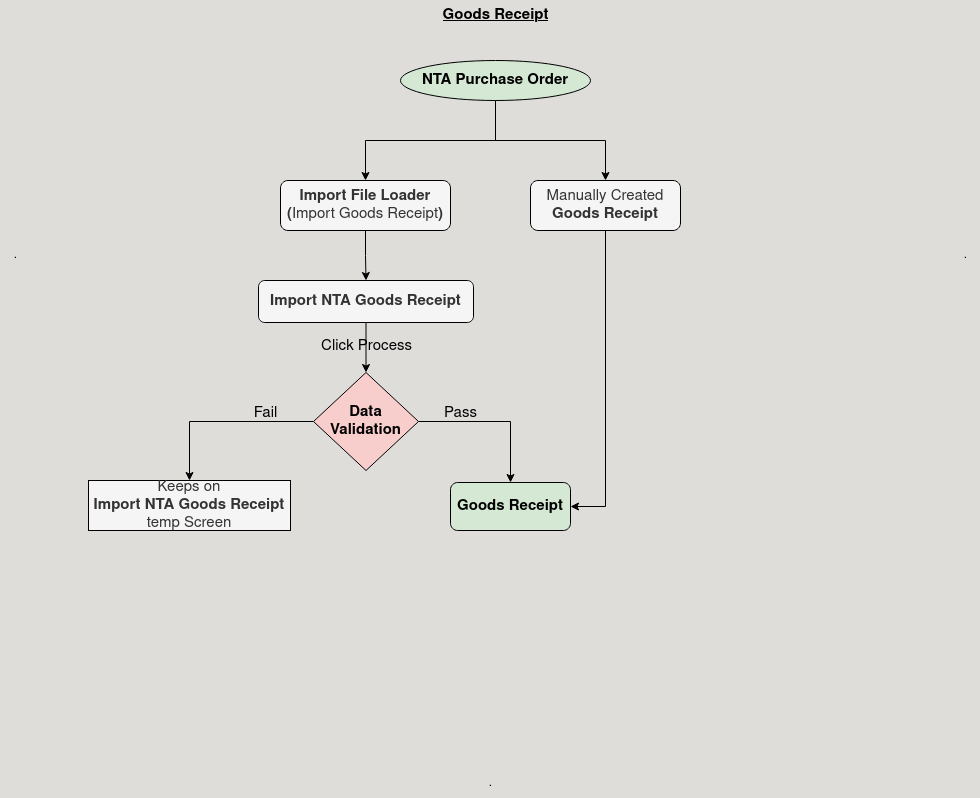 Goods Receipt
NTA Purchase Order
Import File Loader
(Import Goods Receipt)
Manually Created
Goods Receipt
Import NTA Goods Receipt
Click Process
Data
Validation
Fail
Pass
Keeps on
Import NTA Goods Receipt
temp Screen
Goods Receipt